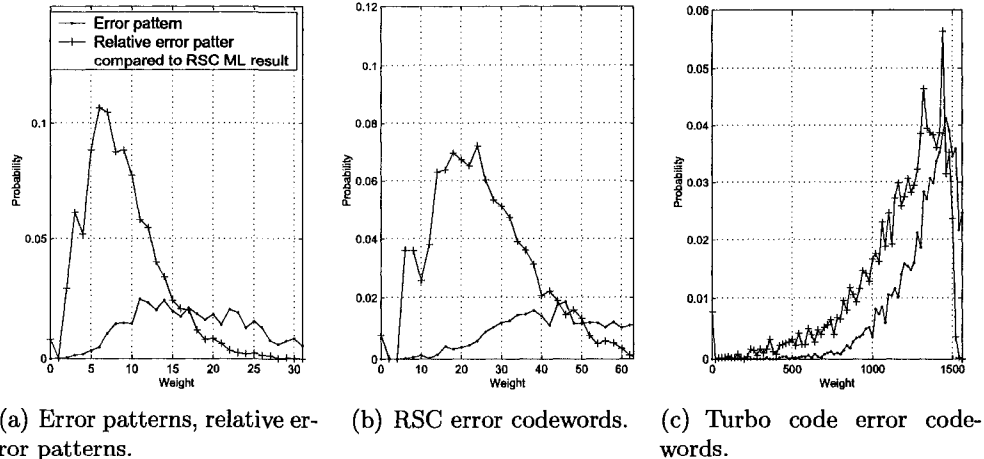 Error pattern
Relative error patter
compared to RSC ML result
0.1
0.05
0
Probability
0 5 10 15 20 25 30
Weight
0.12
0.1
0.08
0.06
0.04
0.02
0
Probability
0 10 20 30 40 50 60
Weight
0.06
0.05
0.04
0.03
0.02
0.01
0
Probability
0 500 1000 1500
Weight
(a) Error patterns, relative er-
ror patterns.
(b) RSC error codewords.
(c) Turbo code error code-
words.